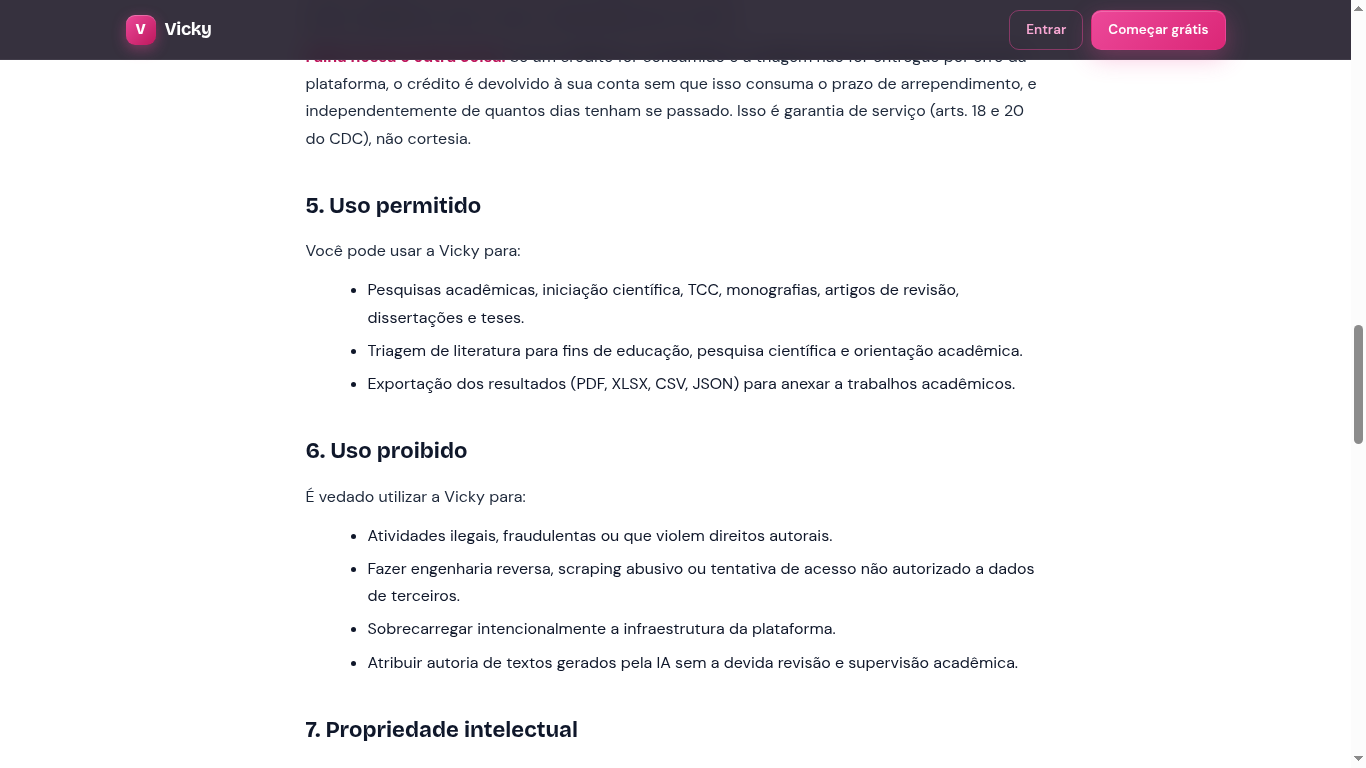 V Vicky
Entrar
Começar grátis
plataforma, o crédito é devolvido à sua conta sem que isso consuma o prazo de arrependimento, e
independentemente de quantos dias tenham se passado. Isso é garantia de serviço (arts. 18 e 20
do CDC), não cortesia.
5. Uso permitido
Você pode usar a Vicky para:
• Pesquisas acadêmicas, iniciação científica, TCC, monografias, artigos de revisão,
dissertações e teses.
• Triagem de literatura para fins de educação, pesquisa científica e orientação acadêmica.
• Exportação dos resultados (PDF, XLSX, CSV, JSON) para anexar a trabalhos acadêmicos.
6. Uso proibido
É vedado utilizar a Vicky para:
• Atividades ilegais, fraudulentas ou que violem direitos autorais.
• Fazer engenharia reversa, scraping abusivo ou tentativa de acesso não autorizado a dados
de terceiros.
• Sobrecarregar intencionalmente a infraestrutura da plataforma.
• Atribuir autoria de textos gerados pela IA sem a devida revisão e supervisão acadêmica.
7. Propriedade intelectual